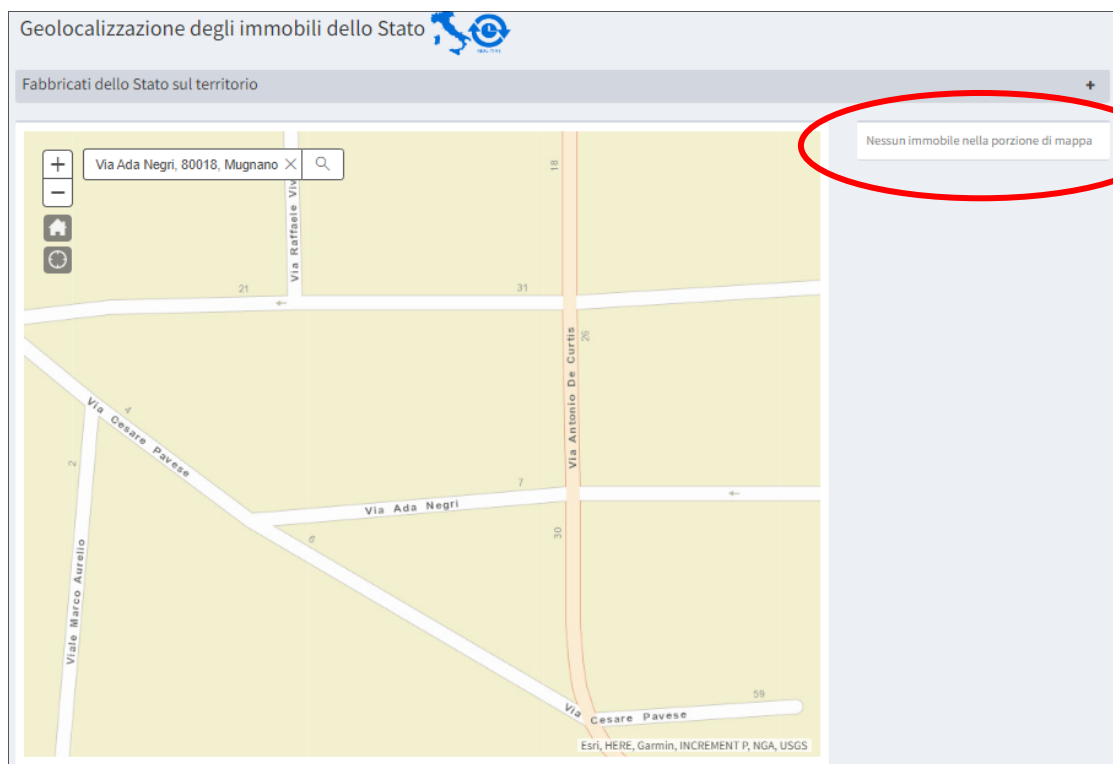 Geolocalizzazione degli immobili dello Stato
Fabbricati dello Stato sul territorio +
Nessun immobile nella porzione di mappa
+
−
Via Ada Negri, 80018, Mugnano
Via Raffaele Viv
18
21
31
26
Via Antonio De Curtis
4
Via Cesare Pavese
2
7
Via Ada Negri
6
30
Viale Marco Aurelio
59
Via Cesare Pavese
Esri, HERE, Garmin, INCREMENT P, NGA, USGS